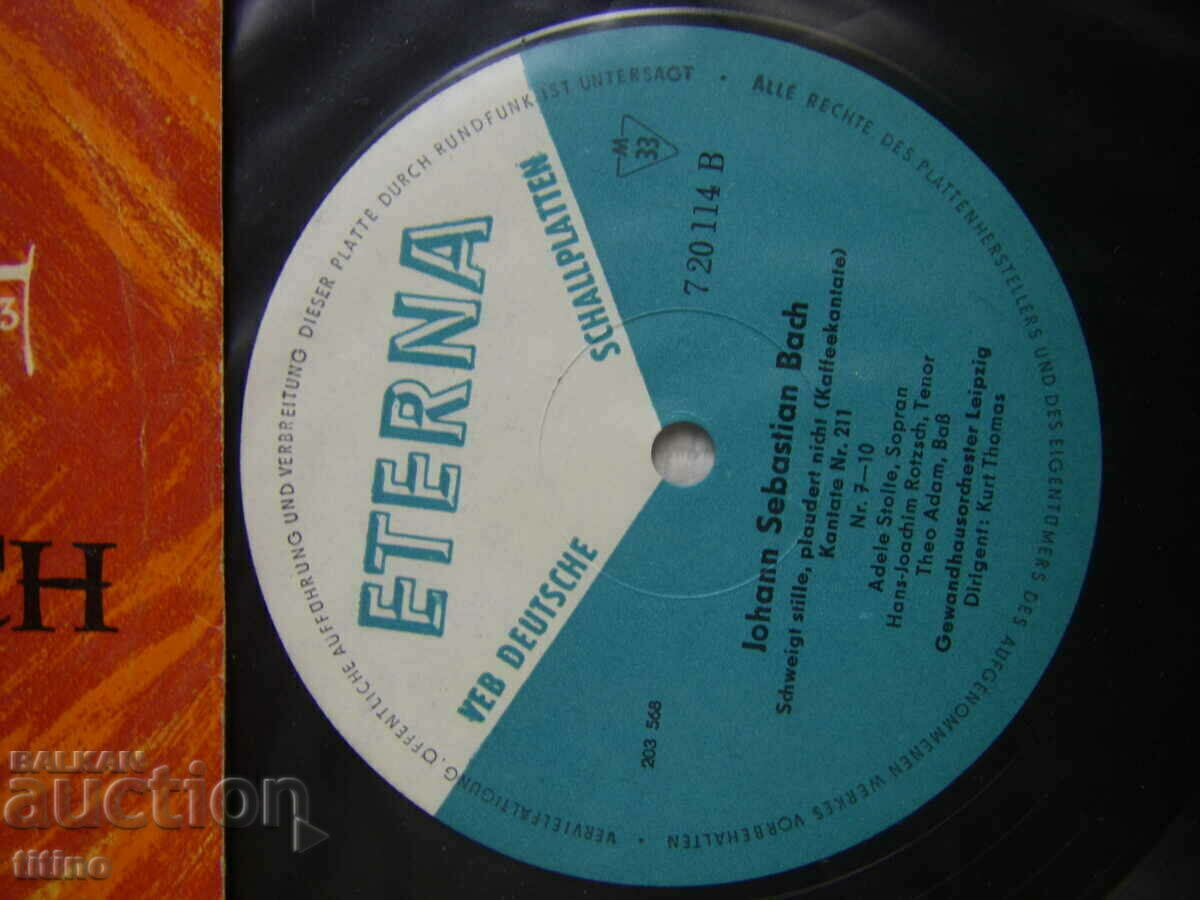 ETERNA
VEB DEUTSCHE
SCHALLPLATTEN
M
33
7 20 114 B
203 568
Johann Sebastian Bach
Schweigt stille, plaudert nicht (Kaffeekantate)
Kantate Nr. 211
Nr. 7—10
Adele Stolte, Sopran
Hans-Joachim Rotzsch, Tenor
Theo Adam, Baß
Gewandhausorchester Leipzig
Dirigent: Kurt Thomas
ALLE RECHTE DES PLATTENHERSTELLERS UND DES EIGENTÜMERS DES AUFGENOMMENEN WERKES VORBEHALTEN • VERVIELFÄLTIGUNG, ÖFFENTLICHE AUFFÜHRUNG UND VERBREITUNG DIESER PLATTE DURCH RUNDFUNK IST UNTERSAGT •
3
CH
BALKAN
auction
titino